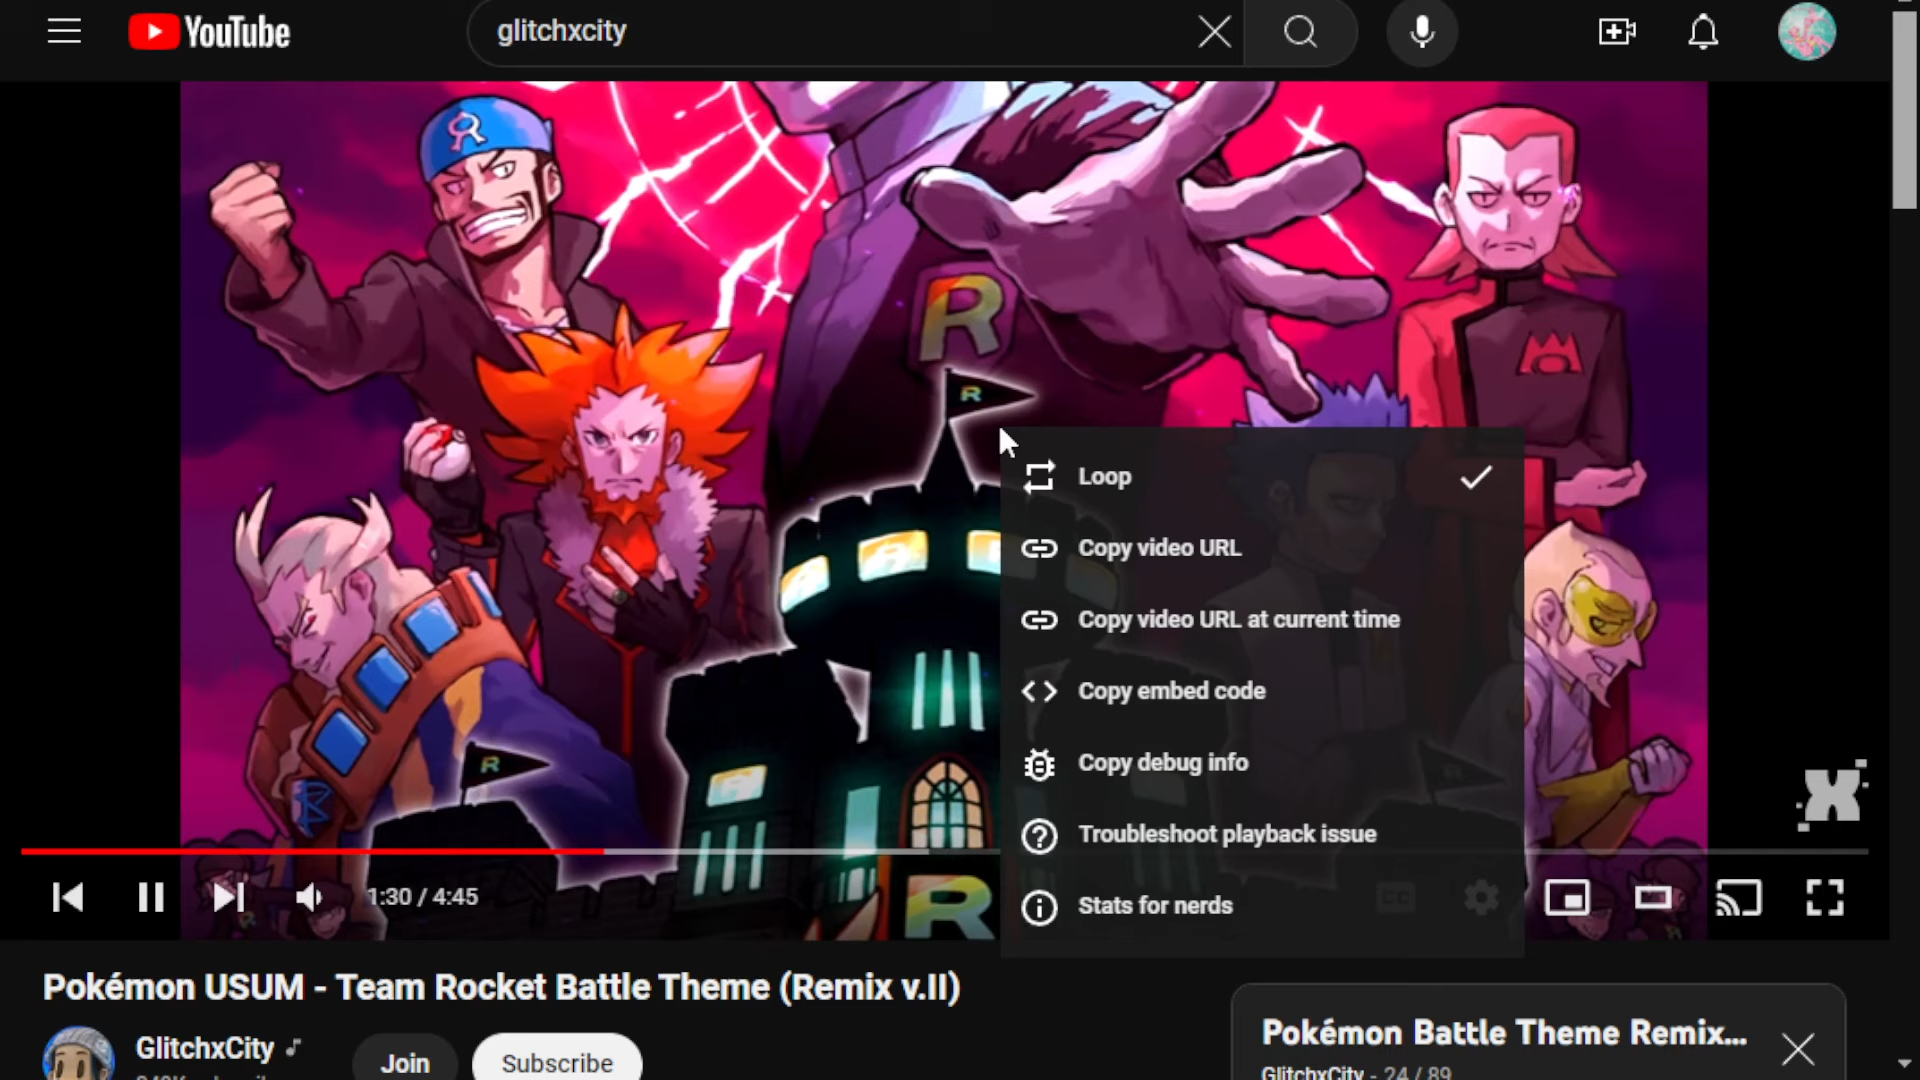 YouTube
glitchxcity
R
R
Loop
Copy video URL
Copy video URL at current time
Copy embed code
Copy debug info
Troubleshoot playback issue
Stats for nerds
R
R
1:30 / 4:45
Pokémon USUM - Team Rocket Battle Theme (Remix v.II)
GlitchxCity
Join
Subscribe
Pokémon Battle Theme Remix...
GlitchxCity - 24 / 89